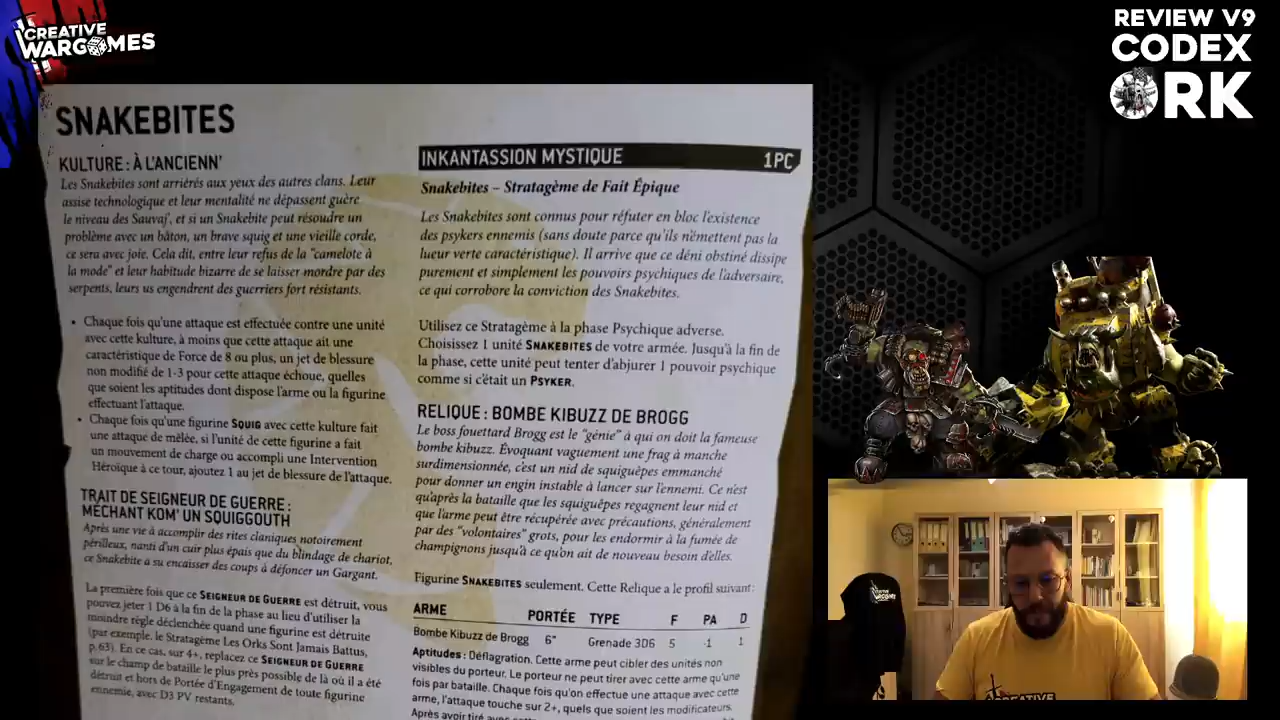 CREATIVE
WARGAMES
REVIEW V9
CODEX
ORK
SNAKEBITES
KULTURE : À L'ANCIENN'
Les Snakebites sont arriérés aux yeux des autres clans. Leur
assise technologique et leur mentalité ne dépassent guère
le niveau des Sauvaj', et si un Snakebite peut résoudre un
problème avec un bâton, un brave squig et une vieille corde,
ce sera avec joie. Cela dit, entre leur refus de la "camelote à
la mode" et leur habitude bizarre de se laisser mordre par des
serpents, leurs us engendrent des guerriers fort résistants.
• Chaque fois qu'une attaque est effectuée contre une unité
avec cette kulture, à moins que cette attaque ait une
caractéristique de Force de 8 ou plus, un jet de blessure
non modifié de 1-3 pour cette attaque échoue, quelles
que soient les aptitudes dont dispose l'arme ou la figurine
effectuant l'attaque.
• Chaque fois qu'une figurine SQUIG avec cette kulture fait
une attaque de mêlée, si l'unité de cette figurine a fait
un mouvement de charge ou accompli une Intervention
Héroïque à ce tour, ajoutez 1 au jet de blessure de l'attaque.
TRAIT DE SEIGNEUR DE GUERRE :
MÉCHANT KOM' UN SQUIGGOUTH
Après une vie à accomplir des rites claniques notoirement
périlleux, nanti d'un cuir plus épais que du blindage de chariot,
ce Snakebite a su encaisser des coups à défoncer un Gargant.
La première fois que ce SEIGNEUR DE GUERRE est détruit, vous
pouvez jeter 1 D6 à la fin de la phase au lieu d'utiliser la
moindre règle déclenchée quand une figurine est détruite
(par exemple, le Stratagème Les Orks Sont Jamais Battus,
p.63). En ce cas, sur 4+, replacez ce SEIGNEUR DE GUERRE
sur le champ de bataille le plus près possible de là où il a été
détruit et hors de Portée d'Engagement de toute figurine
ennemie, avec D3 PV restants.
INKANTASSION MYSTIQUE 1PC
Snakebites – Stratagème de Fait Épique
Les Snakebites sont connus pour réfuter en bloc l'existence
des psykers ennemis (sans doute parce qu'ils n'émettent pas la
lueur verte caractéristique). Il arrive que ce déni obstiné dissipe
purement et simplement les pouvoirs psychiques de l'adversaire,
ce qui corrobore la conviction des Snakebites.
Utilisez ce Stratagème à la phase Psychique adverse.
Choisissez 1 unité SNAKEBITES de votre armée. Jusqu'à la fin de
la phase, cette unité peut tenter d'abjurer 1 pouvoir psychique
comme si c'était un PSYKER.
RELIQUE : BOMBE KIBUZZ DE BROGG
Le boss fouettard Brogg est le "génie" à qui on doit la fameuse
bombe kibuzz. Évoquant vaguement une frag à manche
surdimensionnée, c'est un nid de squiguêpes emmanché
pour donner un engin instable à lancer sur l'ennemi. Ce n'est
qu'après la bataille que les squiguêpes regagnent leur nid et
que l'arme peut être récupérée avec précautions, généralement
par des "volontaires" grots, pour les endormir à la fumée de
champignons jusqu'à ce qu'on ait de nouveau besoin d'elles.
Figurine SNAKEBITES seulement. Cette Relique a le profil suivant:
ARME PORTÉE TYPE F PA D
Bombe Kibuzz de Brogg 6" Grenade 3D6 5 -1 1
Aptitudes : Déflagration. Cette arme peut cibler des unités non
visibles du porteur. Le porteur ne peut tirer avec cette arme qu'une
fois par bataille. Chaque fois qu'on effectue une attaque avec cette
arme, l'attaque touche sur 2+, quels que soient les modificateurs.
Après avoir tiré avec
CREATIVE
WARGAMES
CREATIVE